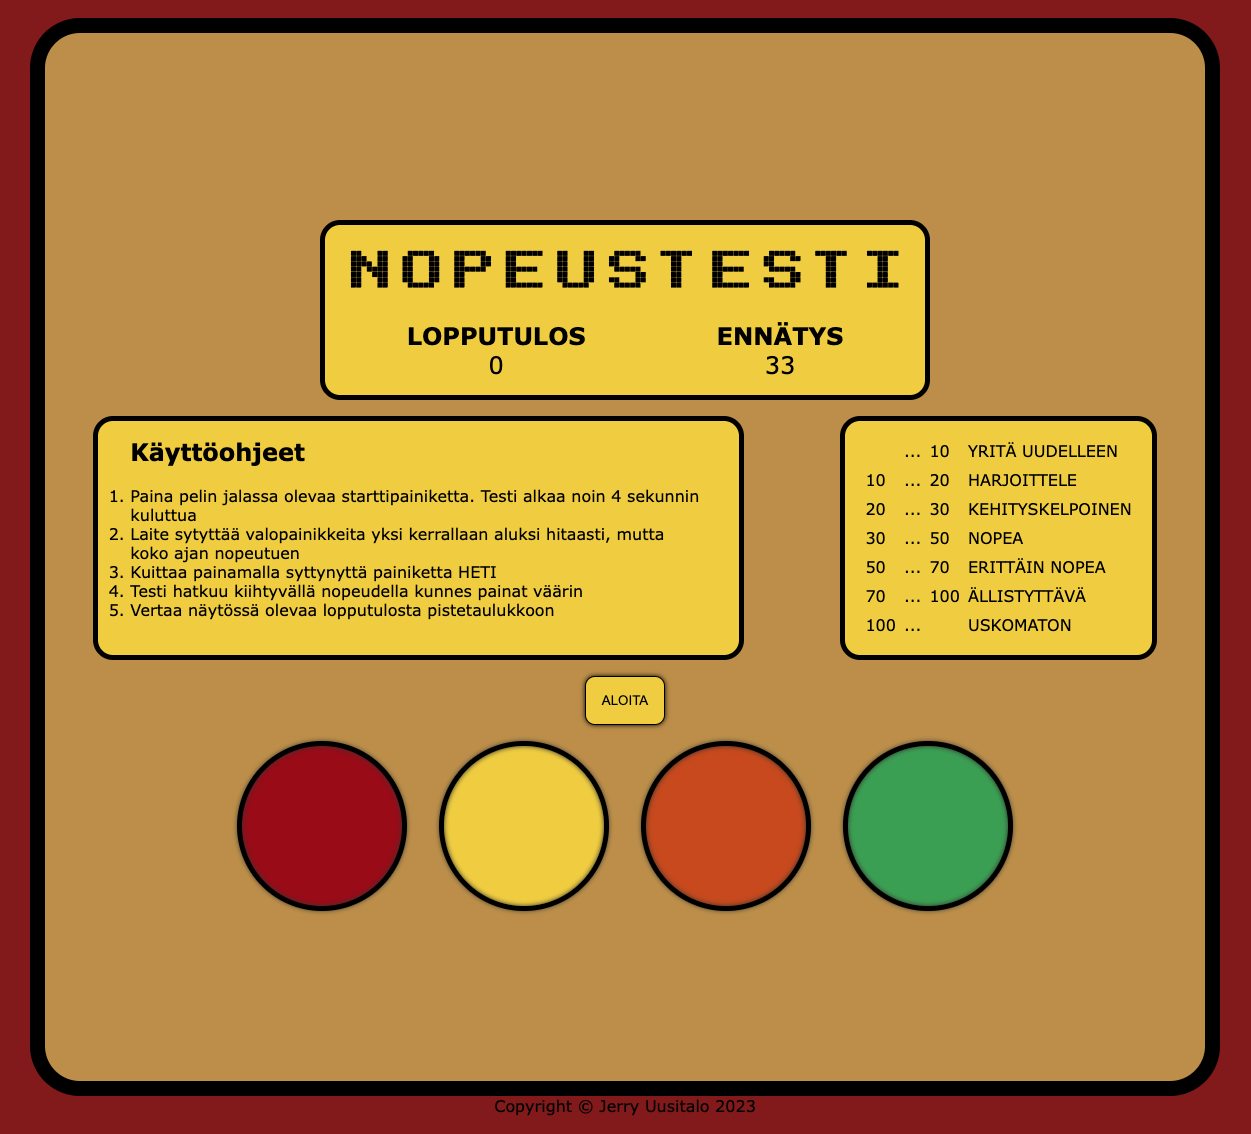 NOPEUSTESTI
LOPPUTULOS ENNÄTYS
0 33
Käyttöohjeet
1. Paina pelin jalassa olevaa starttipainiketta. Testi alkaa noin 4 sekunnin
kuluttua
2. Laite sytyttää valopainikkeita yksi kerrallaan aluksi hitaasti, mutta
koko ajan nopeutuen
3. Kuittaa painamalla syttynyttä painiketta HETI
4. Testi hatkuu kiihtyvällä nopeudella kunnes painat väärin
5. Vertaa näytössä olevaa lopputulosta pistetaulukkoon
... 10 YRITÄ UUDELLEEN
10 ... 20 HARJOITTELE
20 ... 30 KEHITYSKELPOINEN
30 ... 50 NOPEA
50 ... 70 ERITTÄIN NOPEA
70 ... 100 ÄLLISTYTTÄVÄ
100 ... USKOMATON
ALOITA
Copyright © Jerry Uusitalo 2023